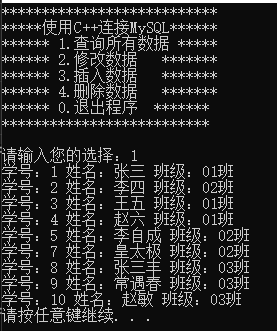 **********************
*****使用C++连接MySQL******
****** 1.查询所有数据 ******
****** 2.修改数据   *******
****** 3.插入数据   *******
****** 4.删除数据   *******
****** 0.退出程序  *******
**********************
请输入您的选择：1
学号：1 姓名：张三 班级：01班
学号：2 姓名：李四 班级：02班
学号：3 姓名：王五 班级：01班
学号：4 姓名：赵六 班级：01班
学号：5 姓名：李自成 班级：02班
学号：7 姓名：皇太极 班级：02班
学号：8 姓名：张三丰 班级：03班
学号：9 姓名：常遇春 班级：03班
学号：10 姓名：赵敏 班级：03班
请按任意键继续. . .